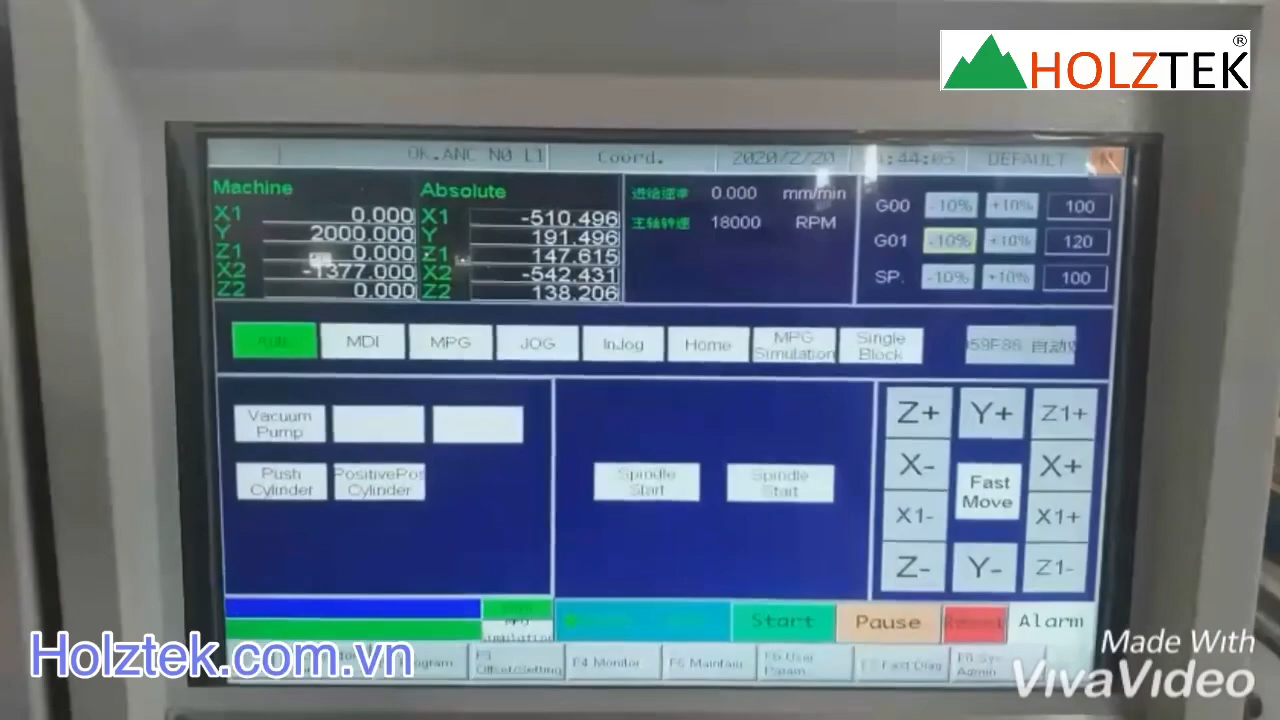 HOLZTEK®
OK.ANC N0 L1 Coord. 2020/2/20 :44:05 DEFAULT
Machine
X1 0.000
Y 2000.000
Z1 0.000
X2 -1377.000
Z2 0.000
Absolute
X1 -510.496
Y 191.496
Z1 147.615
X2 -542.431
Z2 138.206
进给速率 0.000 mm/min
主轴转速 18000 RPM
G00 -10% +10% 100
G01 -10% +10% 120
SP. -10% +10% 100
Auto MDI MPG JOG InJog Home MPG Simulation Single Block 自动
Vacuum Pump
Push Cylinder PositivePos Cylinder
Spindle Start Spindle Start
Z+ Y+ Z1+
X- Fast Move X+
X1- X1+
Z- Y- Z1-
Start Pause Reset Alarm
F4 Monitor F5 Maintain F6 User Param. F7 Fast Diag F8 Sys. Admin
Holztek.com.vn
Made With
VivaVideo